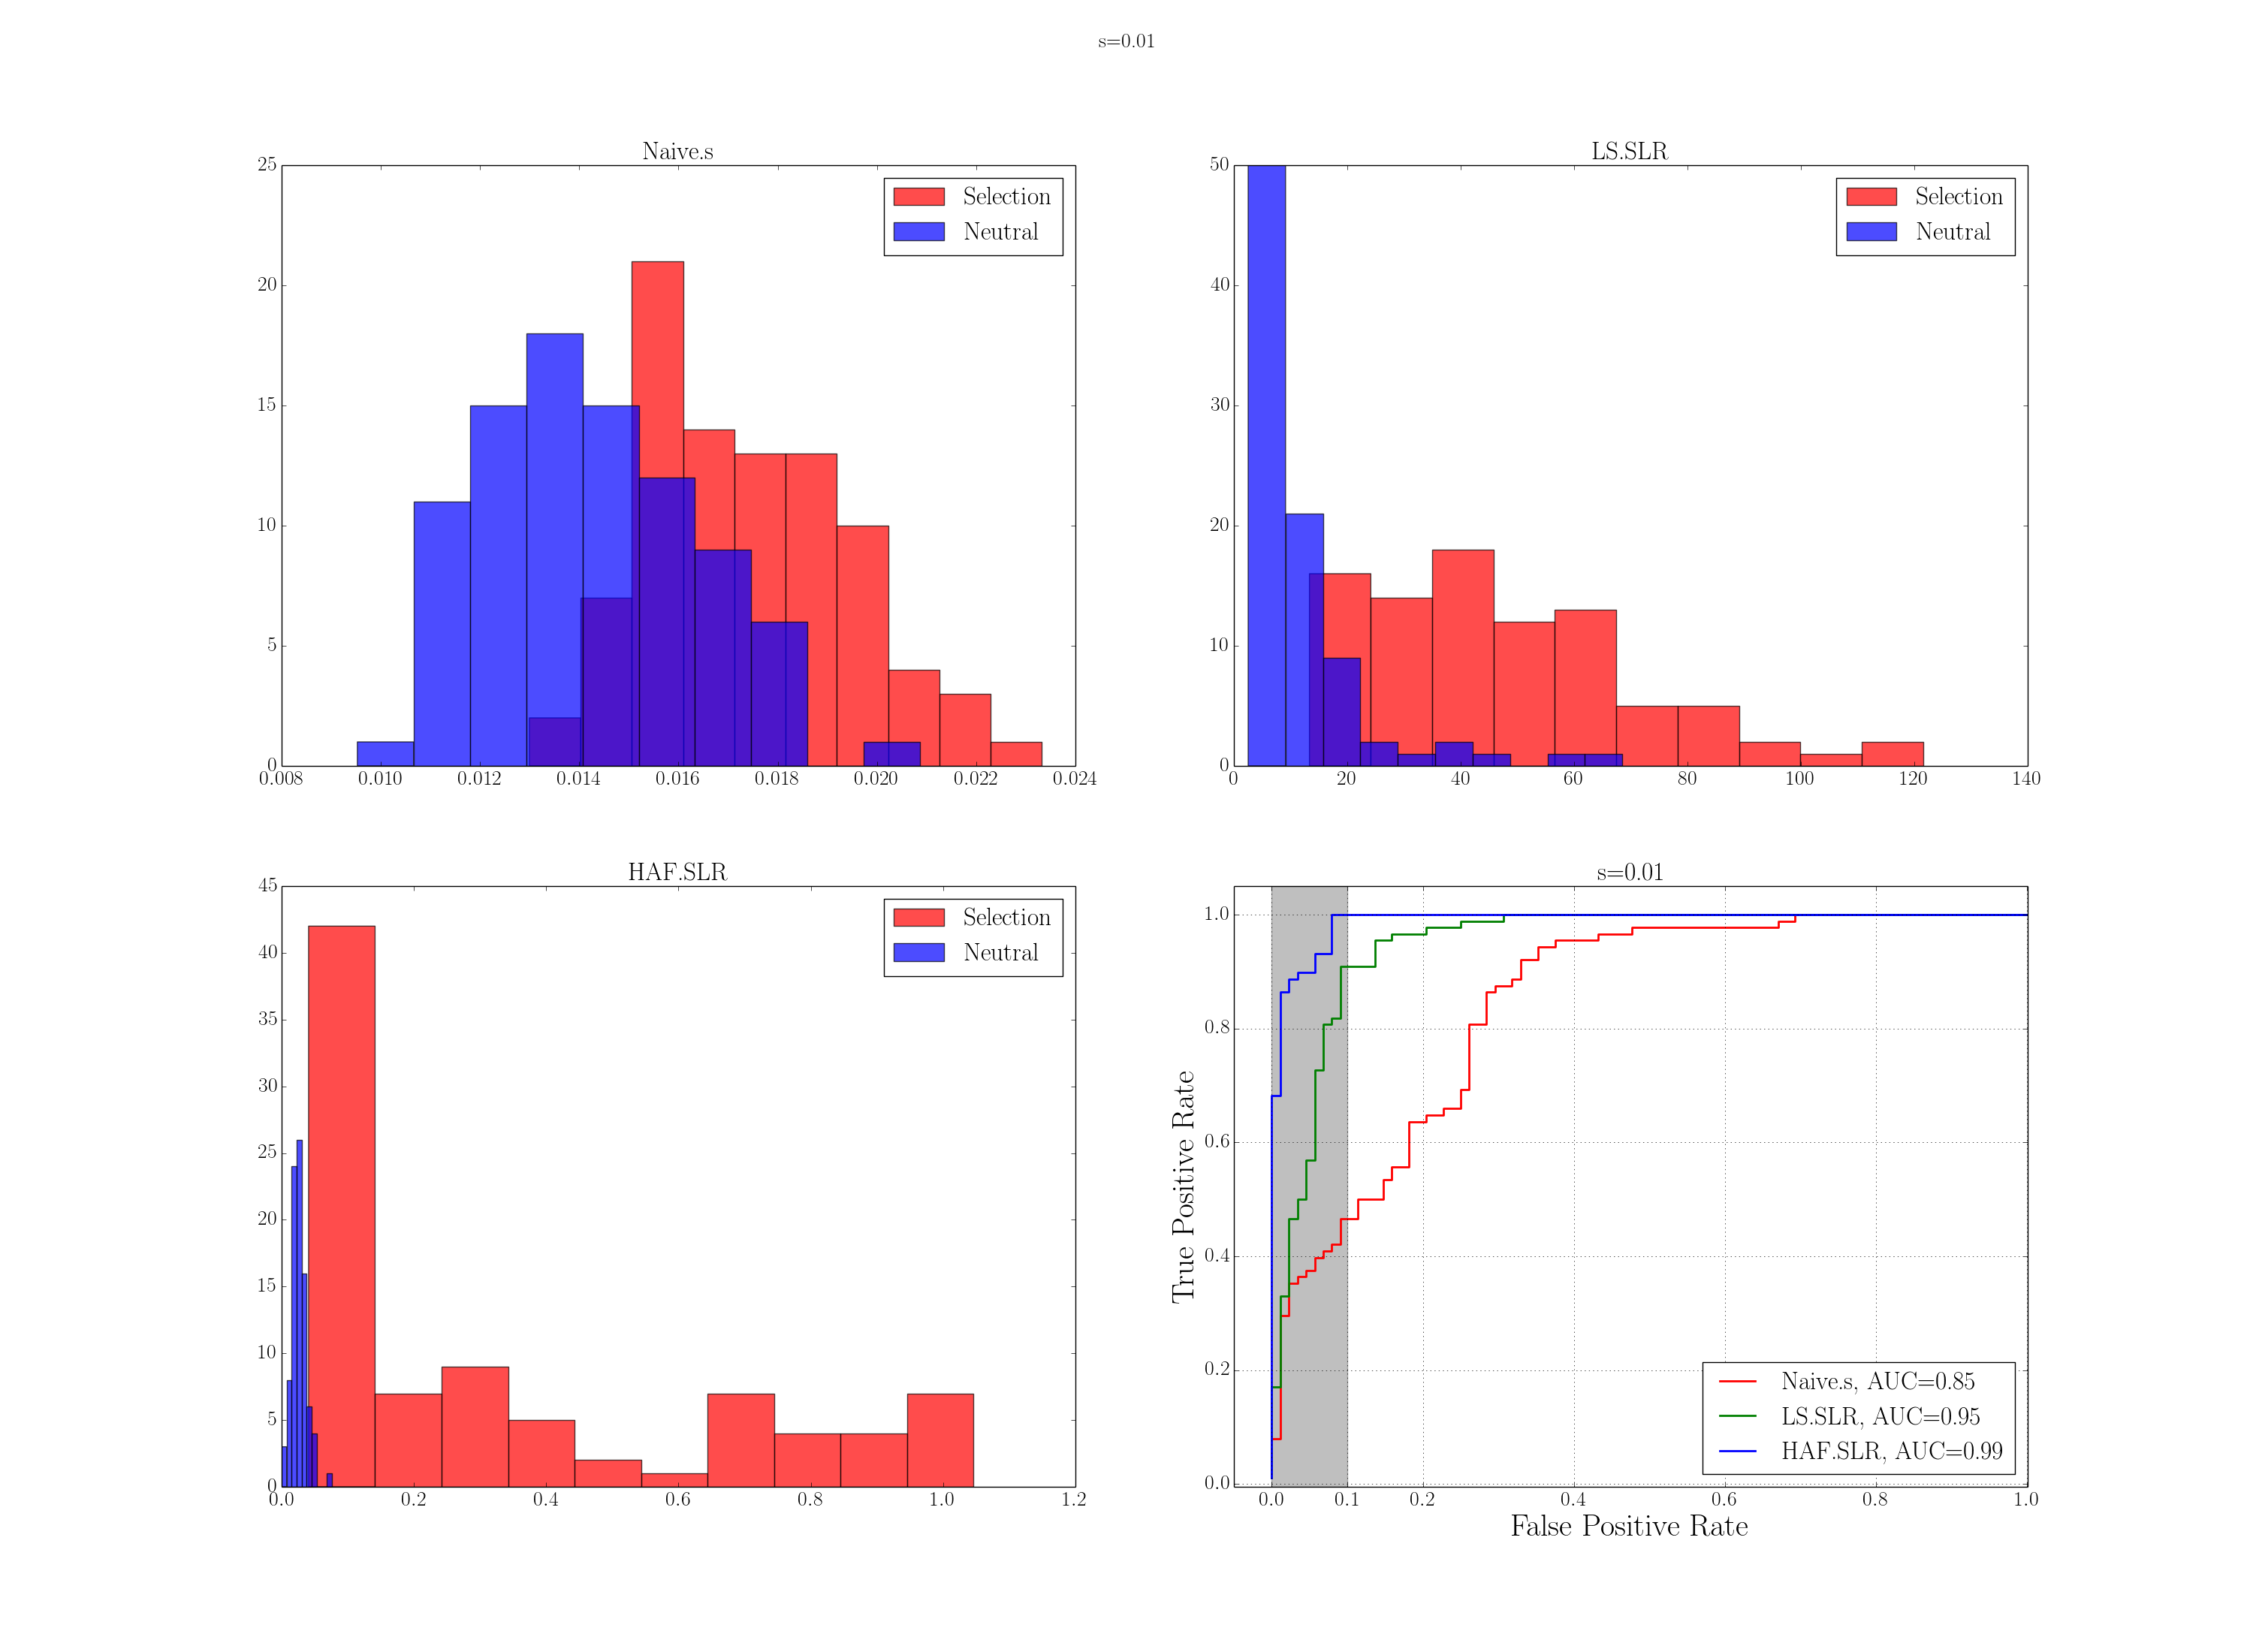 s=0.01
Naive.s
25
20
15
10
5
0
0.008 0.010 0.012 0.014 0.016 0.018 0.020 0.022 0.024
Selection
Neutral
LS.SLR
50
40
30
20
10
0
0 20 40 60 80 100 120 140
Selection
Neutral
HAF.SLR
45
40
35
30
25
20
15
10
5
0
0.0 0.2 0.4 0.6 0.8 1.0 1.2
Selection
Neutral
s=0.01
True Positive Rate
1.0
0.8
0.6
0.4
0.2
0.0
0.0 0.1 0.2 0.4 0.6 0.8 1.0
False Positive Rate
Naive.s, AUC=0.85
LS.SLR, AUC=0.95
HAF.SLR, AUC=0.99